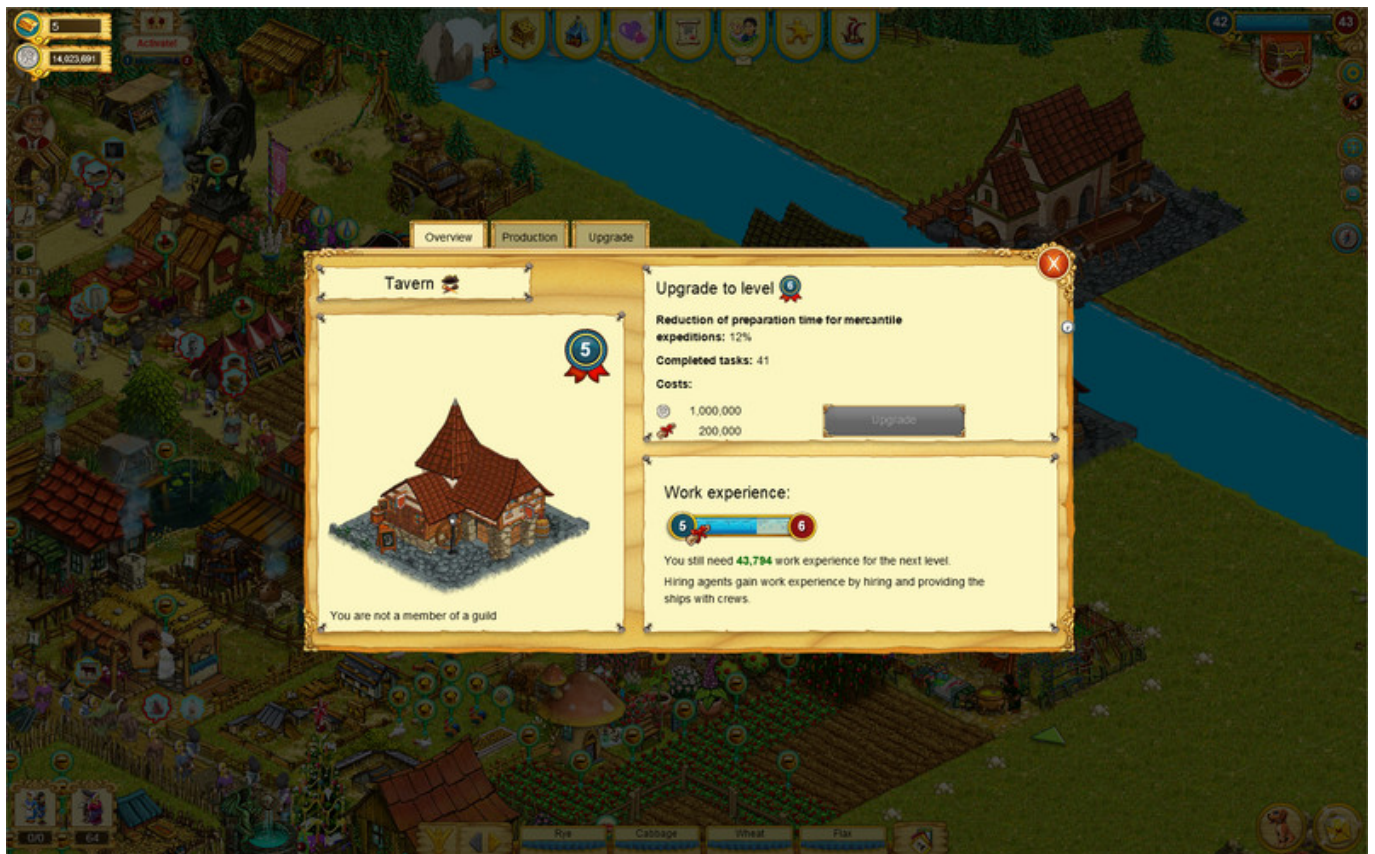 5
14,023,691
Activate!
42
43
Overview
Production
Upgrade
Tavern
5
You are not a member of a guild
Upgrade to level 6
Reduction of preparation time for mercantile
expeditions: 12%
Completed tasks: 41
Costs:
1,000,000
200,000
Upgrade
Work experience:
5
6
You still need 43,794 work experience for the next level.
Hiring agents gain work experience by hiring and providing the
ships with crews.
0/0
64
Rye
Cabbage
Wheat
Flax